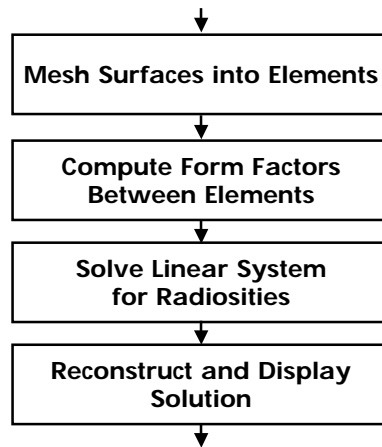 Mesh Surfaces into Elements
Compute Form Factors
Between Elements
Solve Linear System
for Radiosities
Reconstruct and Display
Solution